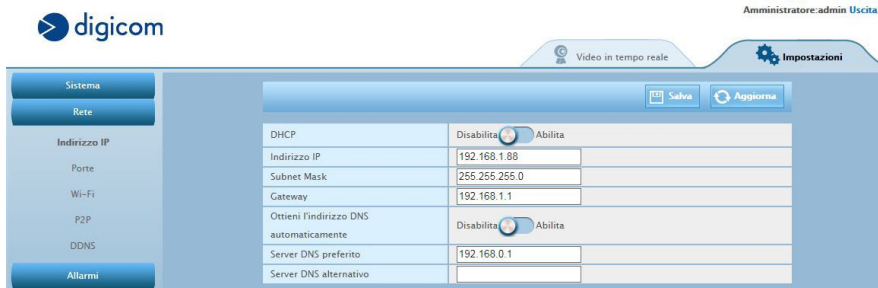 Amministratore:admin Uscita
digicom
Video in tempo reale
Impostazioni
Sistema
Rete
Indirizzo IP
Porte
Wi-Fi
P2P
DDNS
Allarmi
Salva Aggiorna
DHCP Disabilita Abilita
Indirizzo IP 192.168.1.88
Subnet Mask 255.255.255.0
Gateway 192.168.1.1
Ottieni l'indirizzo DNS
automaticamente
Disabilita Abilita
Server DNS preferito 192.168.0.1
Server DNS alternativo